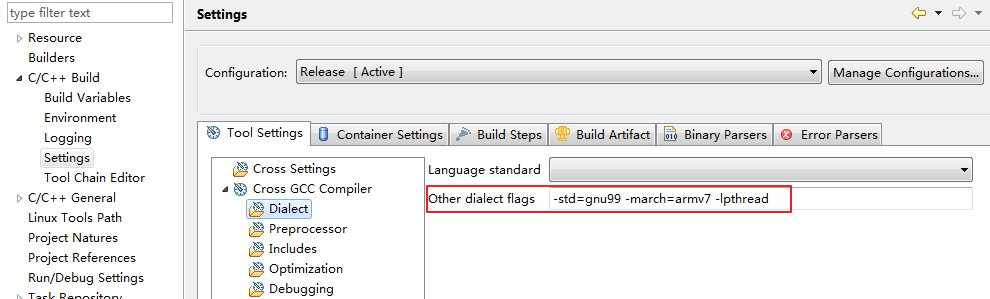 type filter text
Resource
Builders
C/C++ Build
Build Variables
Environment
Logging
Settings
Tool Chain Editor
C/C++ General
Linux Tools Path
Project Natures
Project References
Run/Debug Settings
Task Repository
Settings
Configuration: Release [ Active ] Manage Configurations...
Tool Settings Container Settings Build Steps Build Artifact Binary Parsers Error Parsers
Cross Settings
Cross GCC Compiler
Dialect
Preprocessor
Includes
Optimization
Debugging
Language standard
Other dialect flags -std=gnu99 -march=armv7 -lpthread